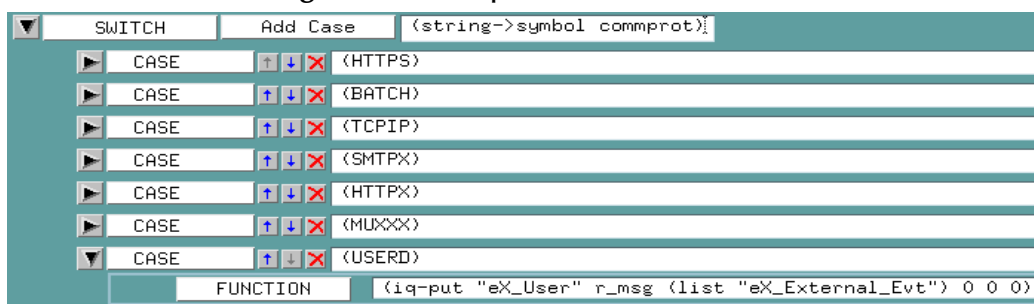 SWITCH Add Case (string->symbol commprot)
CASE (HTTPS)
CASE (BATCH)
CASE (TCPIP)
CASE (SMTPX)
CASE (HTTPX)
CASE (MUXXX)
CASE (USERD)
FUNCTION (iq-put "eX_User" r_msg (list "eX_External_Evt") 0 0 0)